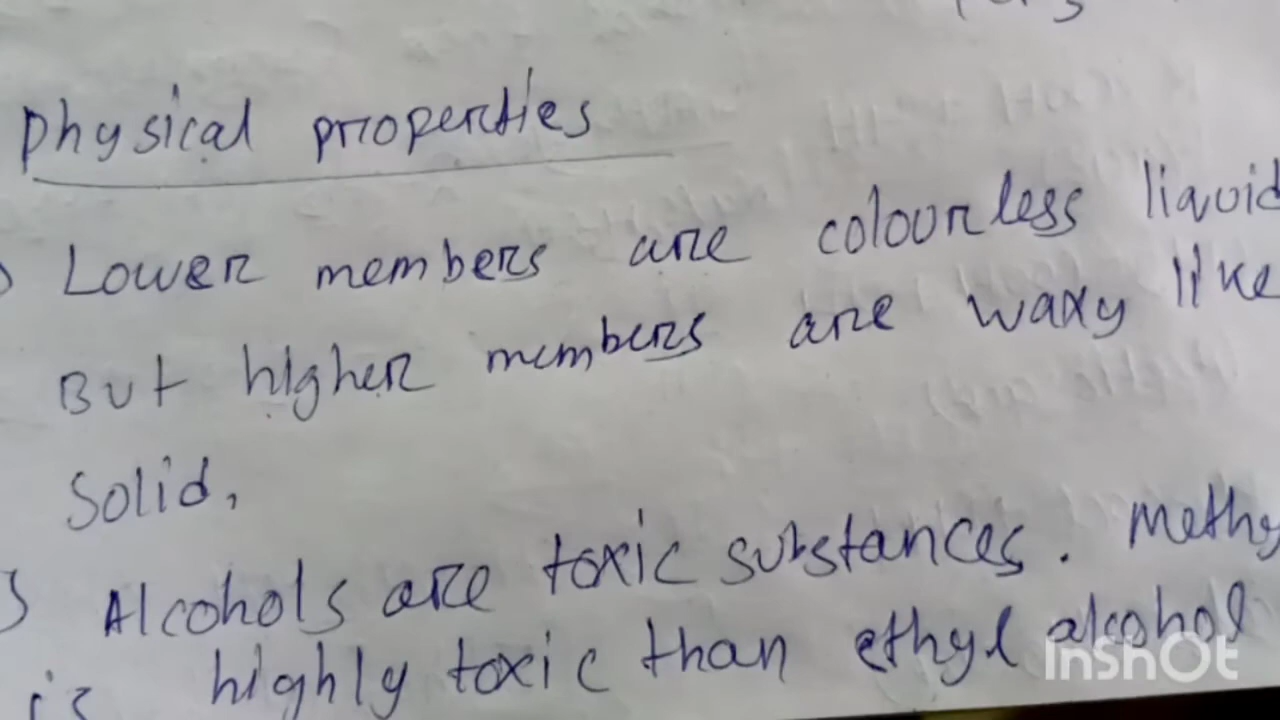 Physical properties
Lower members are colourless liquid
But higher members are waxy like
solid,
Alcohols are toxic substances. Methy
is highly toxic than ethyl alcohol
InshOt